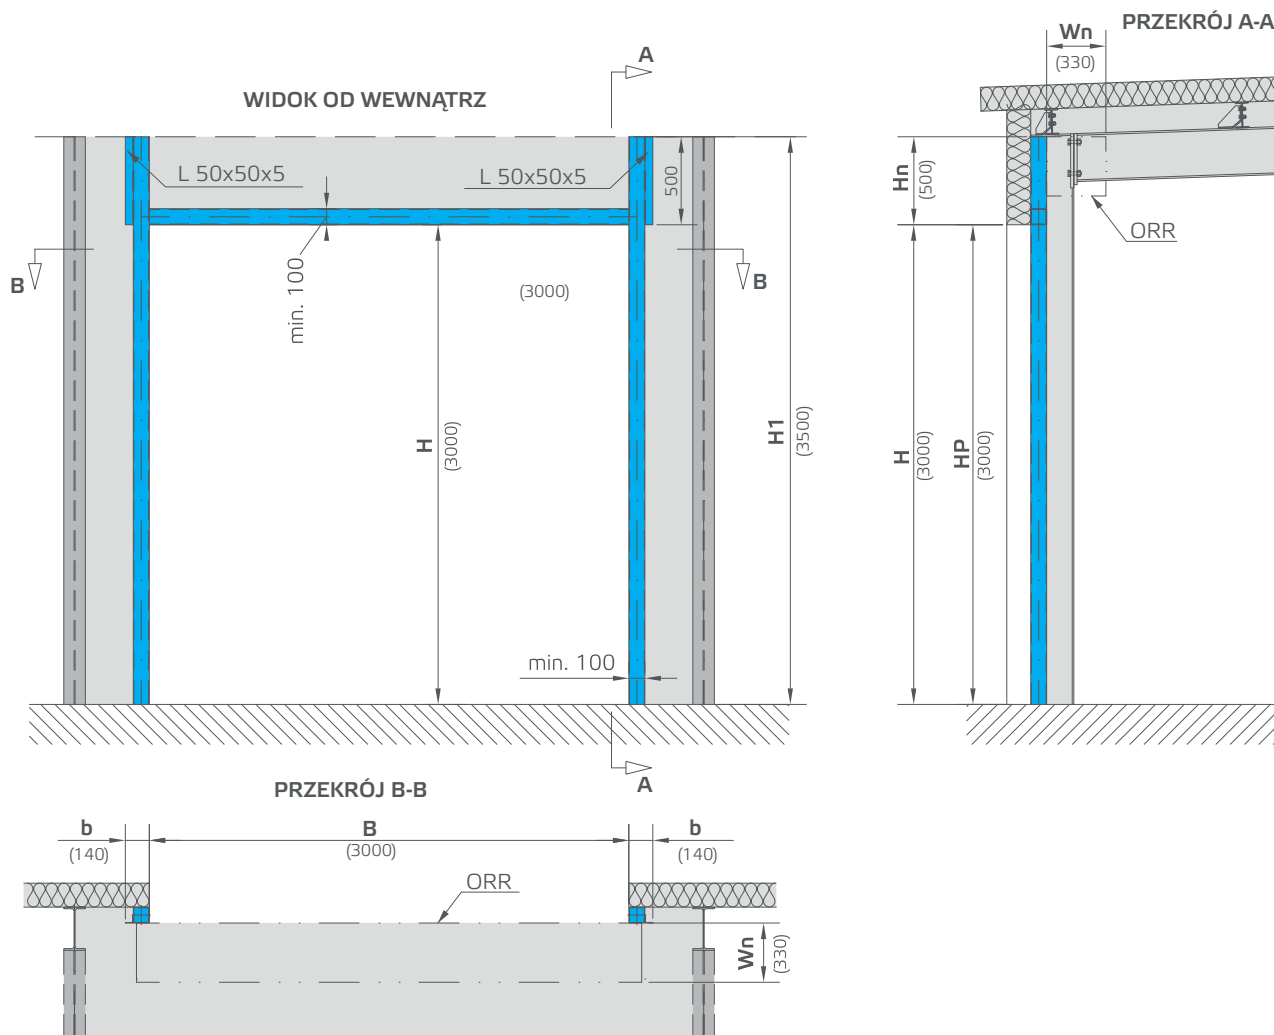 PRZEKRÓJ A-A
Wn
(330)
A
WIDOK OD WEWNĄTRZ
L 50x50x5
L 50x50x5
500
Hn
(500)
ORR
B
B
min. 100
(3000)
H
(3000)
H1
(3500)
H
(3000)
HP
(3000)
min. 100
A
PRZEKRÓJ B-B
b
(140)
B
(3000)
b
(140)
ORR
Wn
(330)